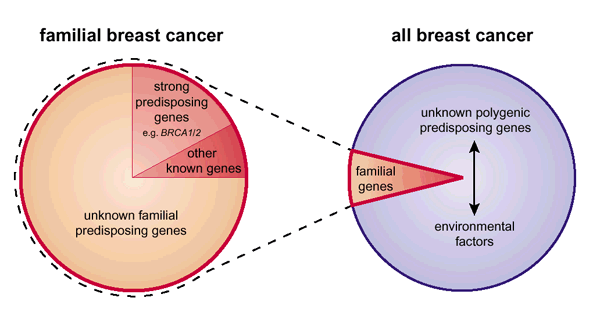 familial breast cancer
all breast cancer
strong
predisposing
genes
e.g. BRCA1/2
other
known genes
unknown familial
predisposing genes
familial
genes
unknown polygenic
predisposing genes
environmental
factors